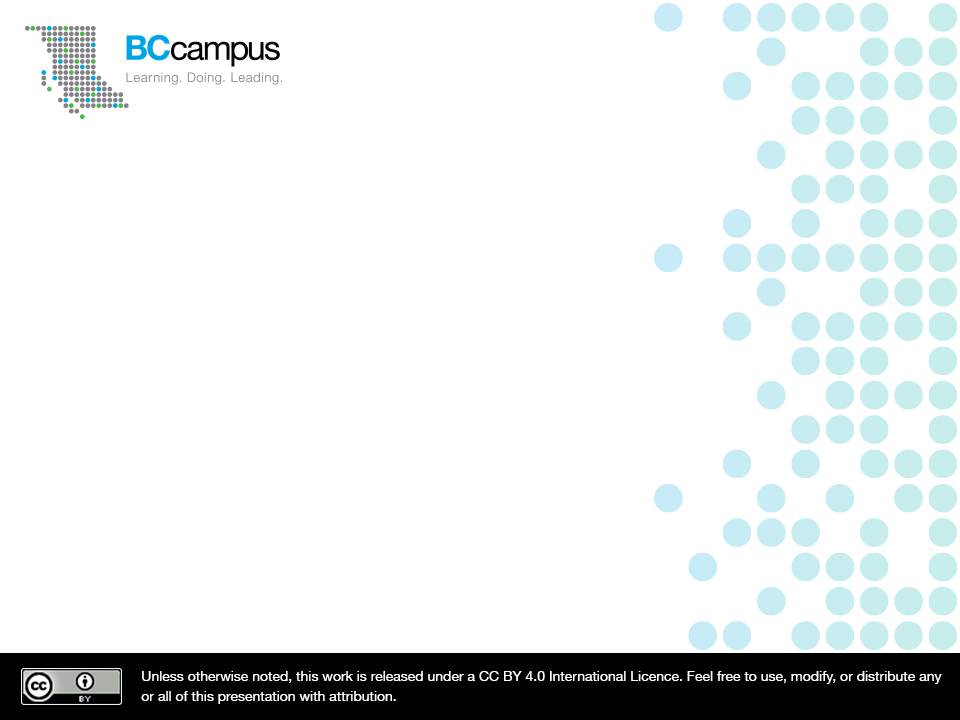 BCcampus
Learning. Doing. Leading.
Unless otherwise noted, this work is released under a CC BY 4.0 International Licence. Feel free to use, modify, or distribute any
or all of this presentation with attribution.
cc
BY